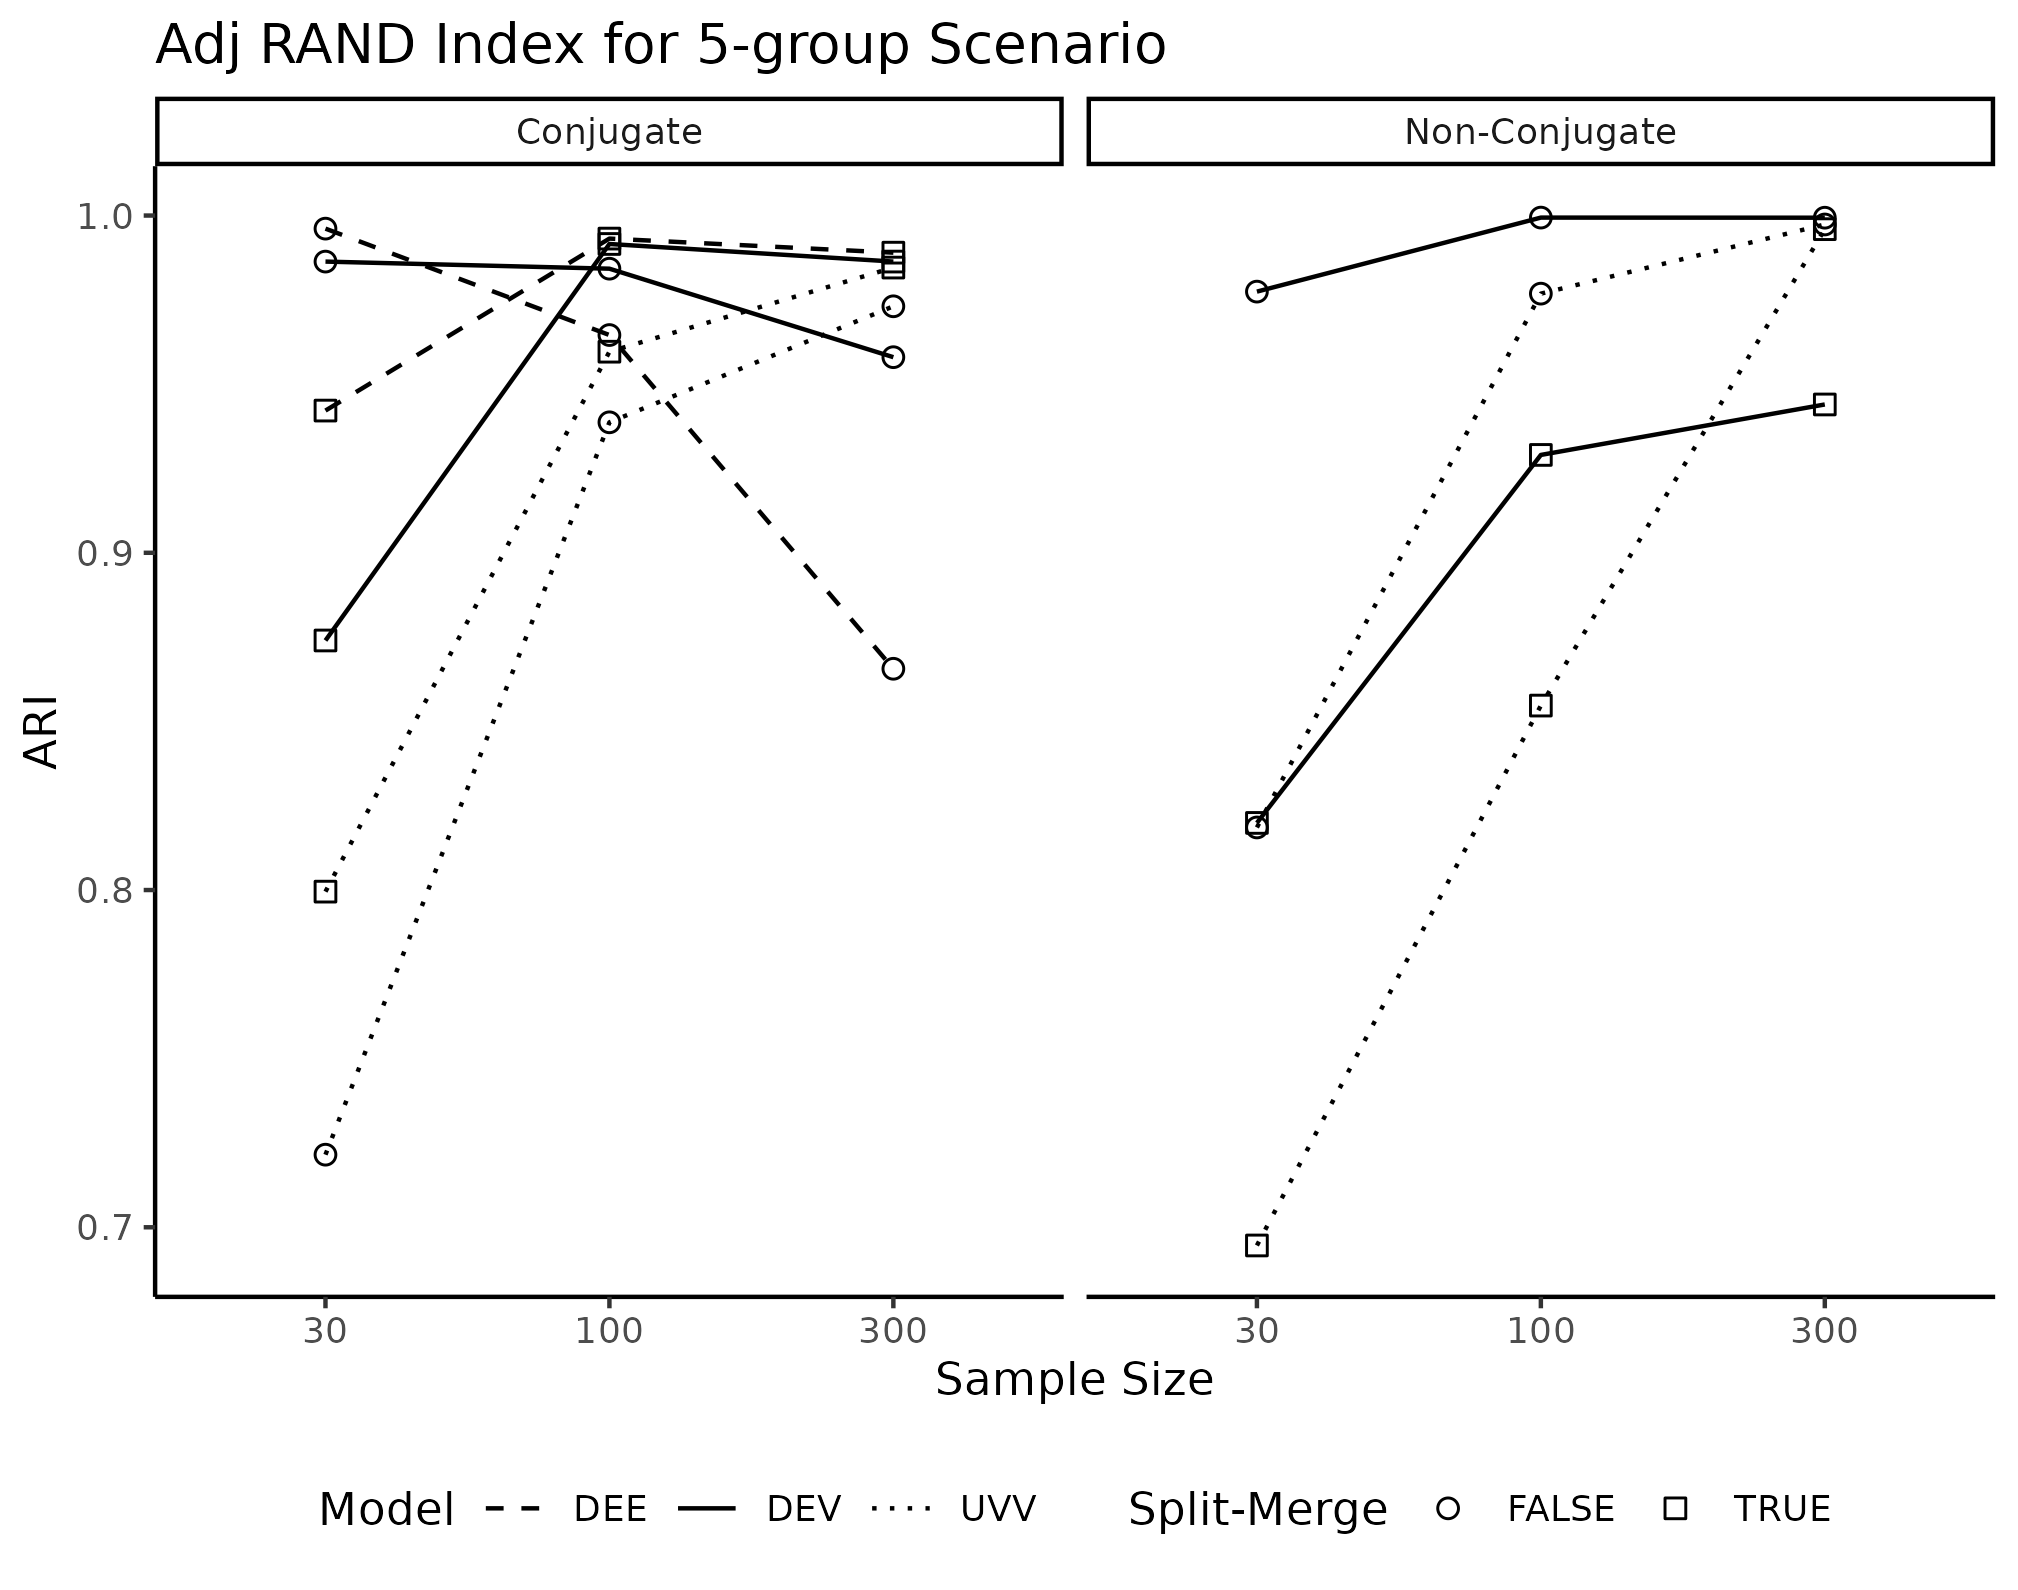 Adj RAND Index for 5-group Scenario
Conjugate
Non-Conjugate
1.0
0.9
0.8
0.7
ARI
30 100 300
30 100 300
Sample Size
Model DEE DEV UVV Split-Merge FALSE TRUE